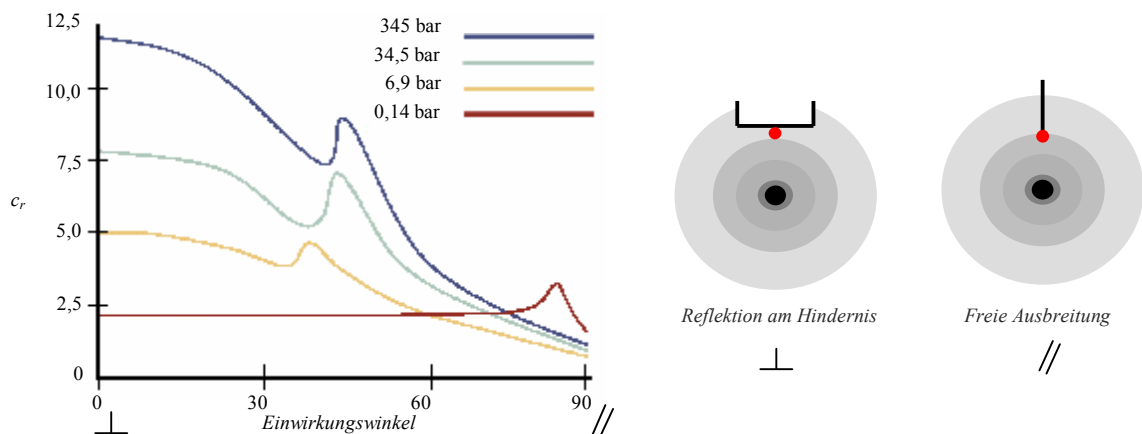 12,5
10,0
7,5
5,0
2,5
0
c_r
345 bar
34,5 bar
6,9 bar
0,14 bar
0 30 60 90
Einwirkungswinkel
Reflektion am Hindernis
Freie Ausbreitung